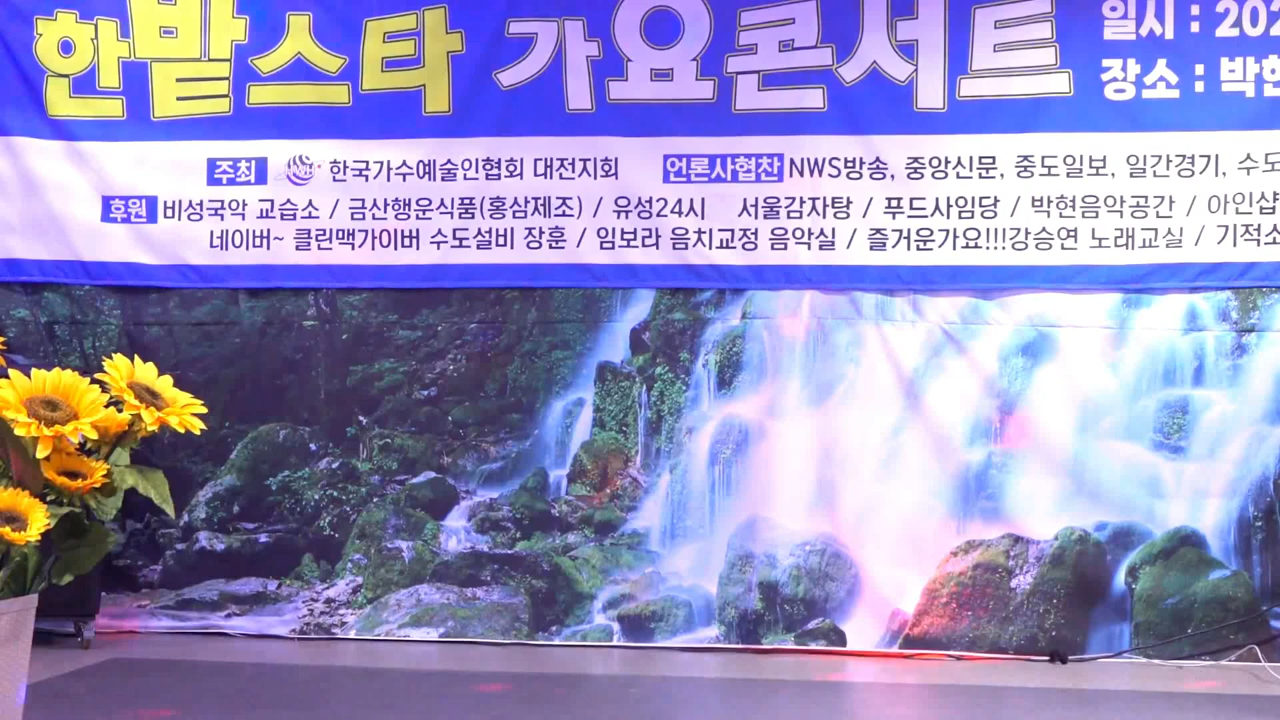 한밭스타 가요콘서트
일시 : 202
장소 : 박현
주최 HWH 한국가수예술인협회 대전지회 언론사협찬 NWS방송, 중앙신문, 중도일보, 일간경기, 수도
후원 비성국악 교습소 / 금산행운식품(홍삼제조) / 유성24시 서울감자탕 / 푸드사임당 / 박현음악공간 / 아인샵
네이버~ 클린맥가이버 수도설비 장훈 / 임보라 음치교정 음악실 / 즐거운가요!!!강승연 노래교실 / 기적소